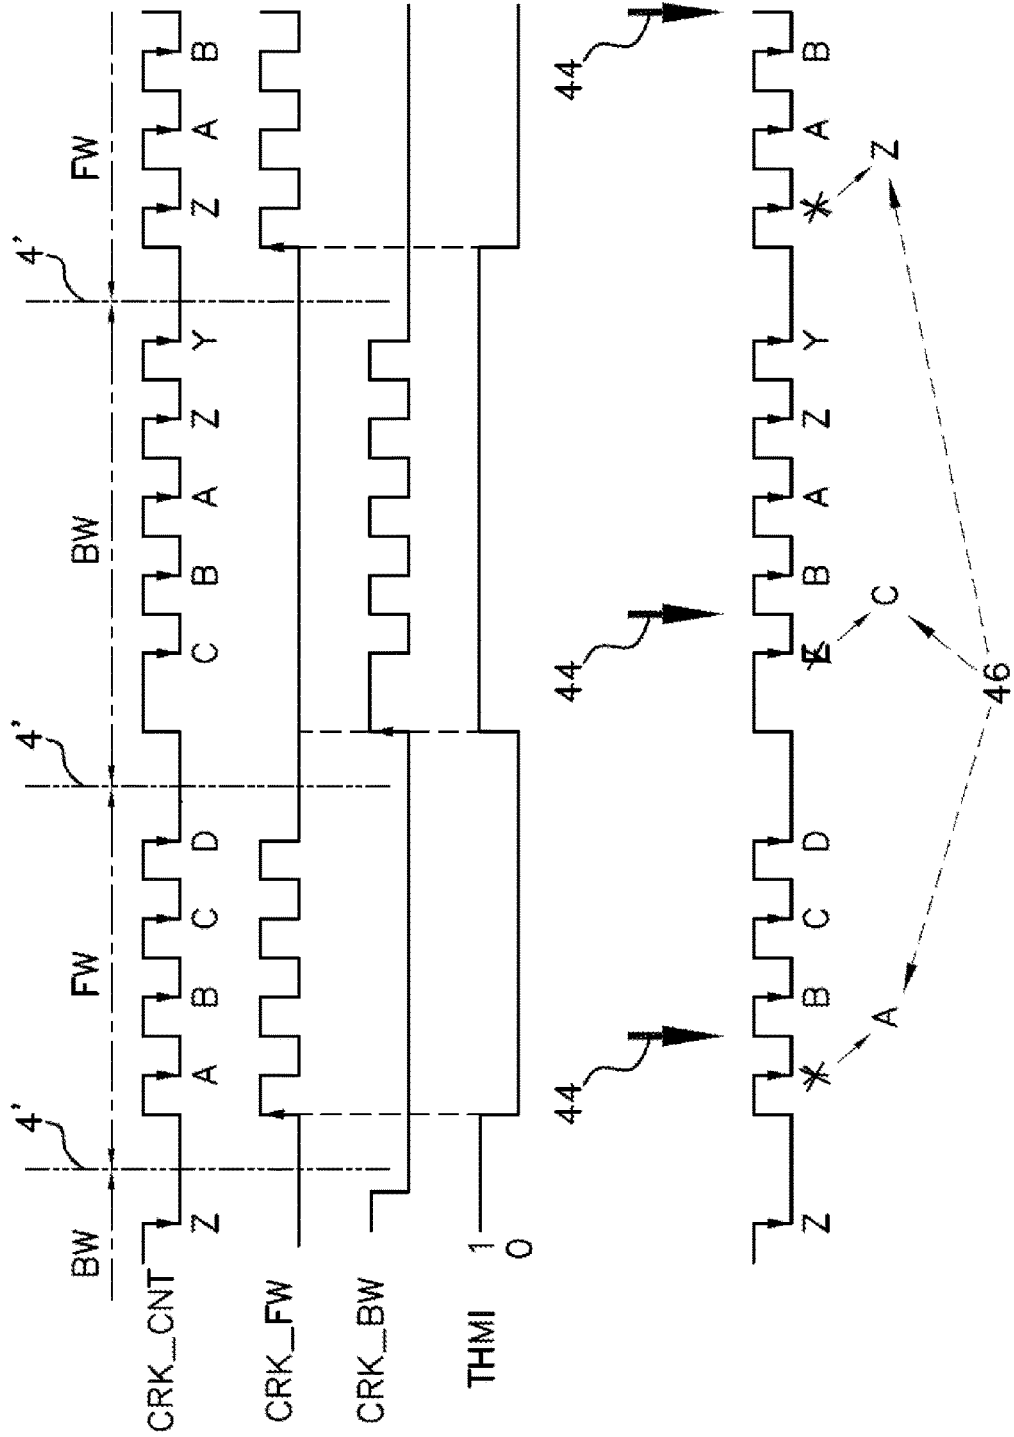 4' 4' 4'
BW FW BW FW
CRK_CNT
Z A B C D C B A Z Y Z A B
CRK_FW
CRK_BW
THMI
1
0
44 44 44
Z B C D B A Z Y A B
A C Z
46